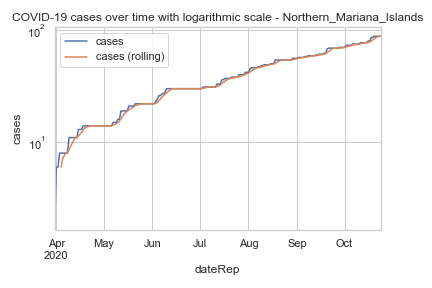 COVID-19 cases over time with logarithmic scale - Northern_Mariana_Islands
cases
cases (rolling)
10²
10¹
cases
Apr
2020
May
Jun
Jul
Aug
Sep
Oct
dateRep